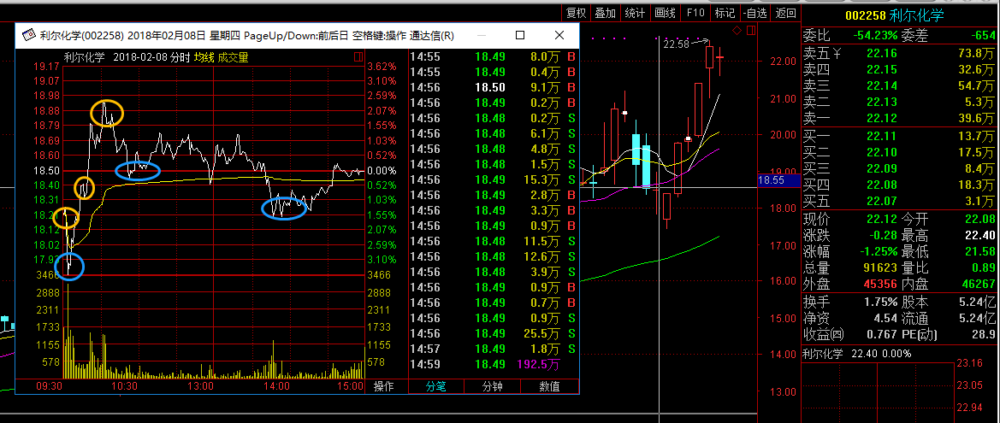 复权 叠加 统计 画线 F10 标记 -自选 返回
002258 利尔化学
利尔化学(002258) 2018年02月08日 星期四 PageUp/Down:前后日 空格键:操作 通达信(R)
利尔化学 2018-02-08 分时 均线 成交量
19.17 3.62%
19.07 3.10%
18.98 2.59%
18.88 2.07%
18.79 1.55%
18.69 1.03%
18.60 0.52%
18.50 0.00%
18.40 0.52%
18.31 1.03%
18.21 1.55%
18.12 2.07%
18.02 2.59%
17.93 3.10%
3466 3466
2888 2888
2311 2311
1733 1733
1155 1155
578 578
09:30 10:30 13:00 14:00 15:00 操作
14:55 18.49 8.0万 B
14:55 18.49 0.4万 B
14:56 18.50 9.1万 B
14:56 18.49 0.2万 B
14:56 18.48 0.2万 S
14:56 18.48 6.1万 S
14:56 18.48 4.8万 S
14:56 18.48 1.5万 S
14:56 18.48 15.3万 S
14:56 18.49 2.8万 B
14:56 18.49 3.3万 B
14:56 18.49 0.9万 B
14:56 18.48 11.5万 S
14:56 18.48 12.6万 S
14:56 18.48 3.9万 S
14:56 18.49 0.9万 B
14:56 18.49 0.7万 B
14:56 18.49 0.9万 S
14:56 18.49 25.5万 S
14:57 18.49 1.8万 S
14:59 18.49 192.5万
分笔 分钟 数值
22.58
22.00
21.00
20.00
19.00
18.55
18.00
17.00
16.00
15.00
14.00
13.00
委比 -54.23% 委差 -654
卖五￥ 22.16 73.8万
卖四 22.15 32.6万
卖三 22.14 54.7万
卖二 22.13 5.3万
卖一 22.12 39.6万
买一 22.11 13.7万
买二 22.10 17.5万
买三 22.09 8.4万
买四 22.08 18.3万
买五 22.07 3.1万
现价 22.12 今开 22.08
涨跌 -0.28 最高 22.40
涨幅 -1.25% 最低 21.58
总量 91623 量比 0.89
外盘 45356 内盘 46267
换手 1.75% 股本 5.24亿
净资 4.54 流通 5.24亿
收益㈣ 0.767 PE(动) 28.9
利尔化学 22.40 0.00%
23.16
23.05
22.94